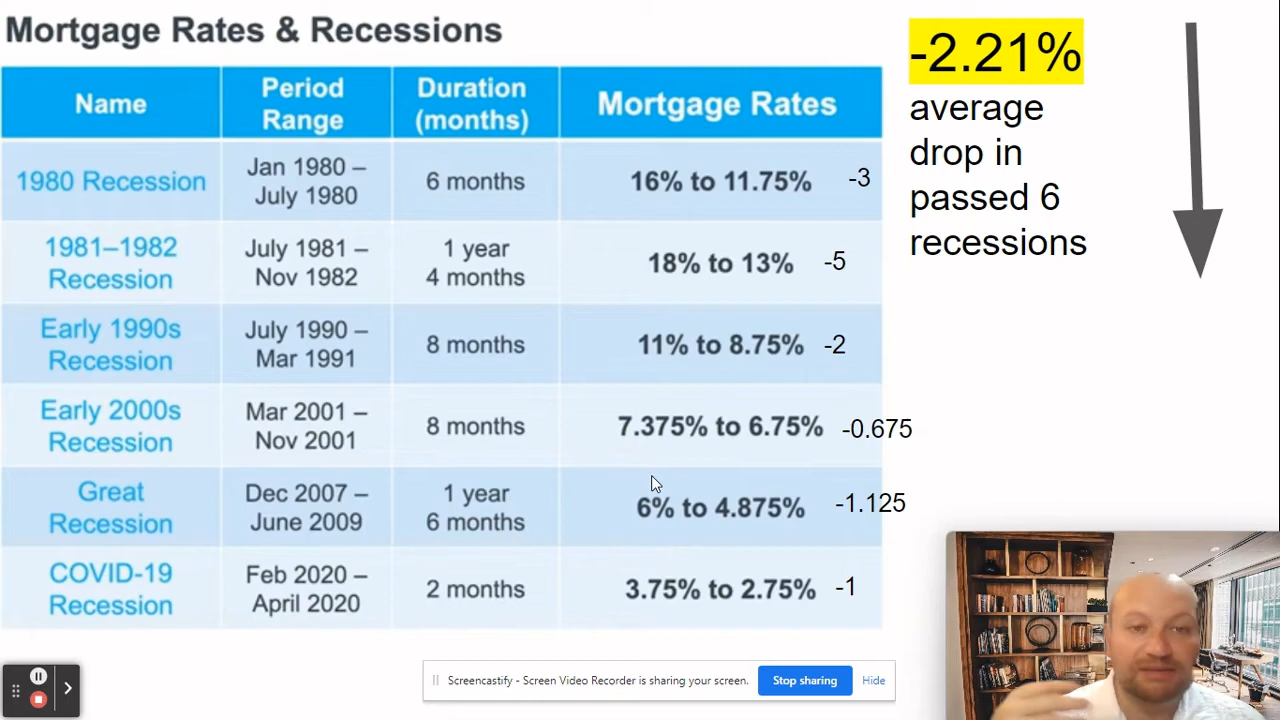 Mortgage Rates & Recessions
Name
Period
Range
Duration
(months)
Mortgage Rates
1980 Recession
Jan 1980 –
July 1980
6 months
16% to 11.75%
-3
1981–1982
Recession
July 1981 –
Nov 1982
1 year
4 months
18% to 13%
-5
Early 1990s
Recession
July 1990 –
Mar 1991
8 months
11% to 8.75%
-2
Early 2000s
Recession
Mar 2001 –
Nov 2001
8 months
7.375% to 6.75%
-0.675
Great
Recession
Dec 2007 –
June 2009
1 year
6 months
6% to 4.875%
-1.125
COVID-19
Recession
Feb 2020 –
April 2020
2 months
3.75% to 2.75%
-1
-2.21%
average
drop in
passed 6
recessions
Screencastify - Screen Video Recorder is sharing your screen.
Stop sharing
Hide